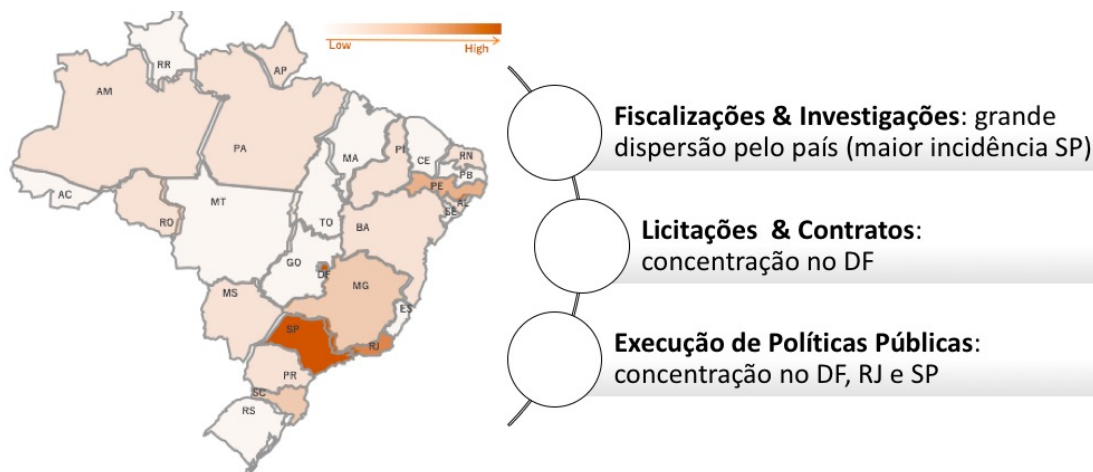 Low High
RR
AP
AM
PA
MA
CE
RN
PI
PB
PE
AC
AL
SE
TO
MT
RO
BA
GO
DF
MG
MS
ES
SP
RJ
PR
SC
RS
Fiscalizações & Investigações: grande
dispersão pelo país (maior incidência SP)
Licitações & Contratos:
concentração no DF
Execução de Políticas Públicas:
concentração no DF, RJ e SP